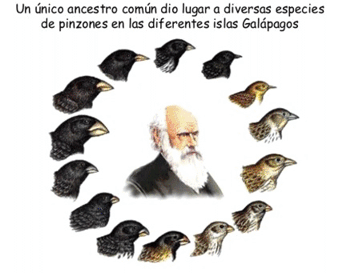 Un único ancestro común dio lugar a diversas especies
de pinzones en las diferentes islas Galápagos